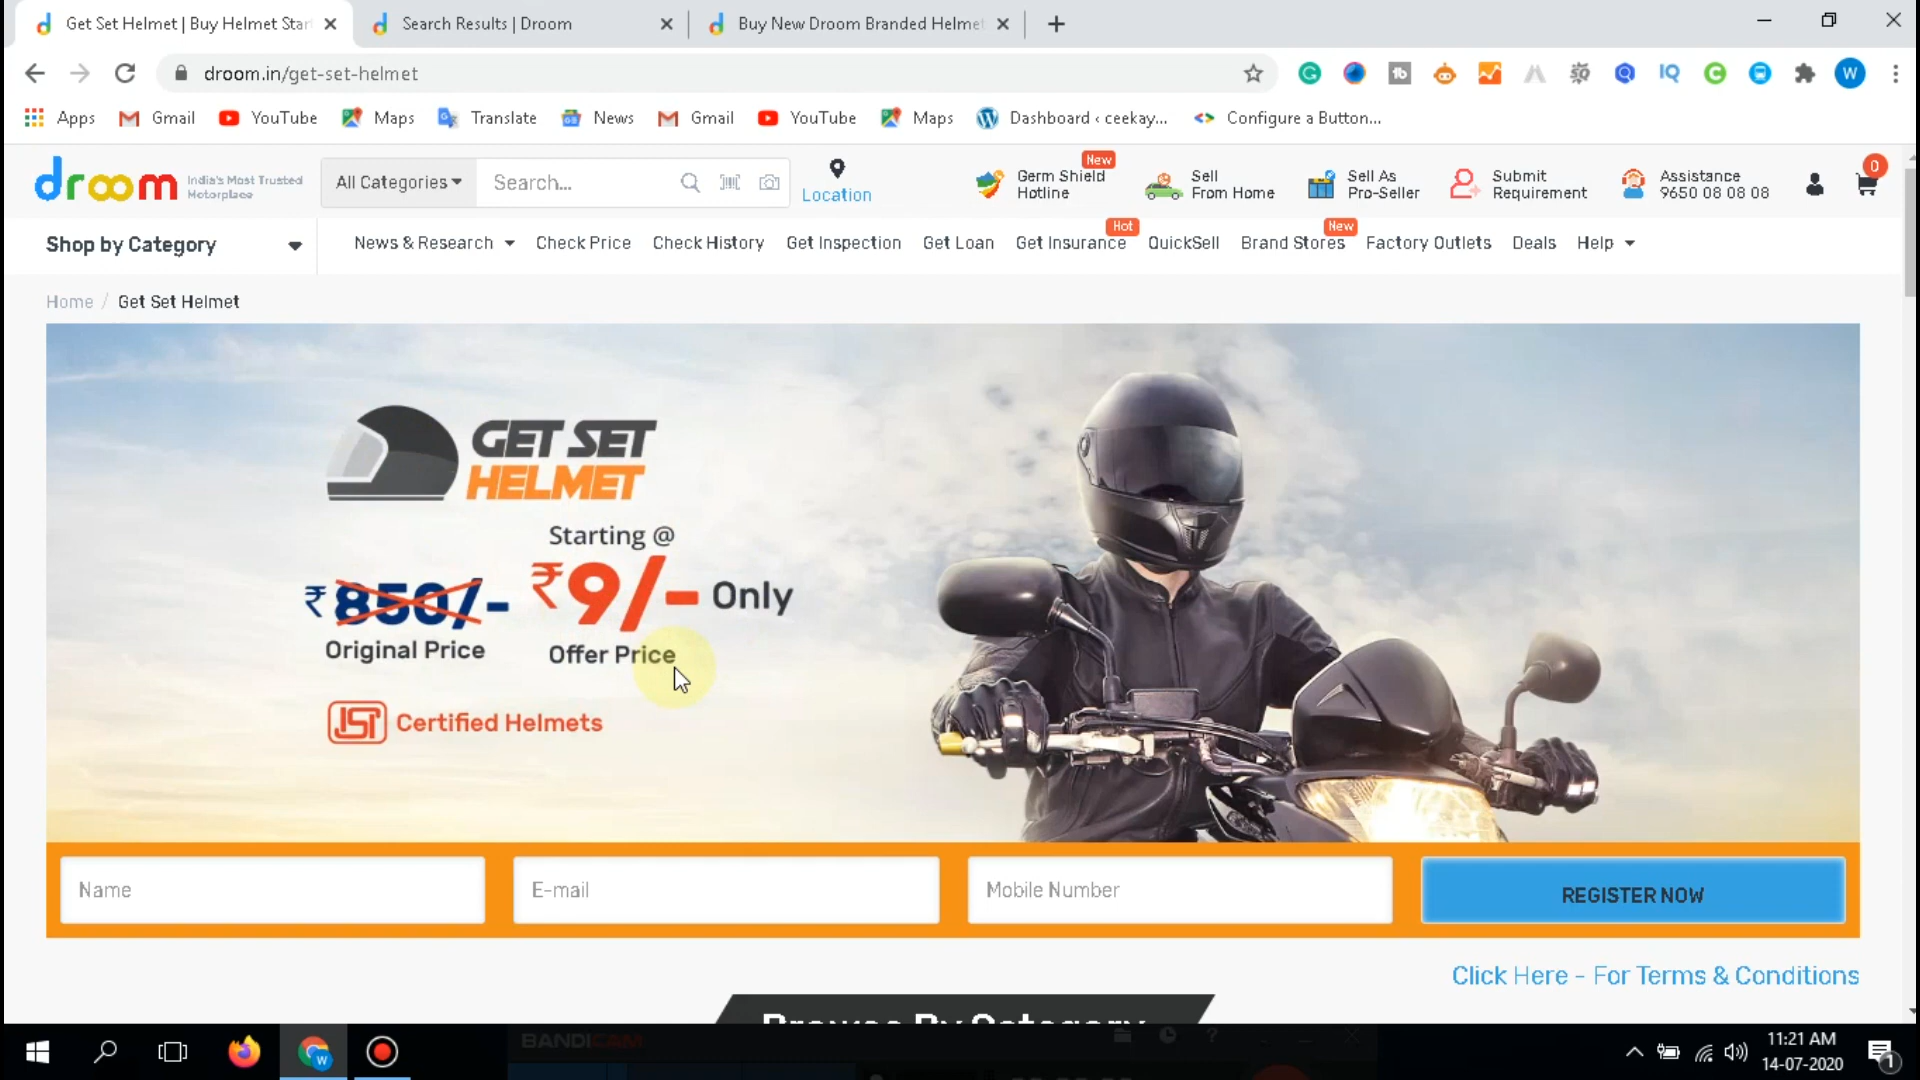 Get Set Helmet | Buy Helmet Star
Search Results | Droom
Buy New Droom Branded Helmet
droom.in/get-set-helmet
Apps
Gmail
YouTube
Maps
Translate
News
Gmail
YouTube
Maps
Dashboard ‹ ceekay...
Configure a Button...
droom
India's Most Trusted
Motorplace
All Categories
Search...
Location
New
Germ Shield
Hotline
Sell
From Home
Sell As
Pro-Seller
Submit
Requirement
Assistance
9650 08 08 08
0
Shop by Category
News & Research
Check Price
Check History
Get Inspection
Get Loan
Get Insurance
Hot
QuickSell
Brand Stores
New
Factory Outlets
Deals
Help
Home / Get Set Helmet
GET SET
HELMET
Starting @
₹ 850/-
₹9/- Only
Original Price
Offer Price
ISI Certified Helmets
Name
E-mail
Mobile Number
REGISTER NOW
Click Here - For Terms & Conditions
Browse By Category
BANDICAM
11:21 AM
14-07-2020
1